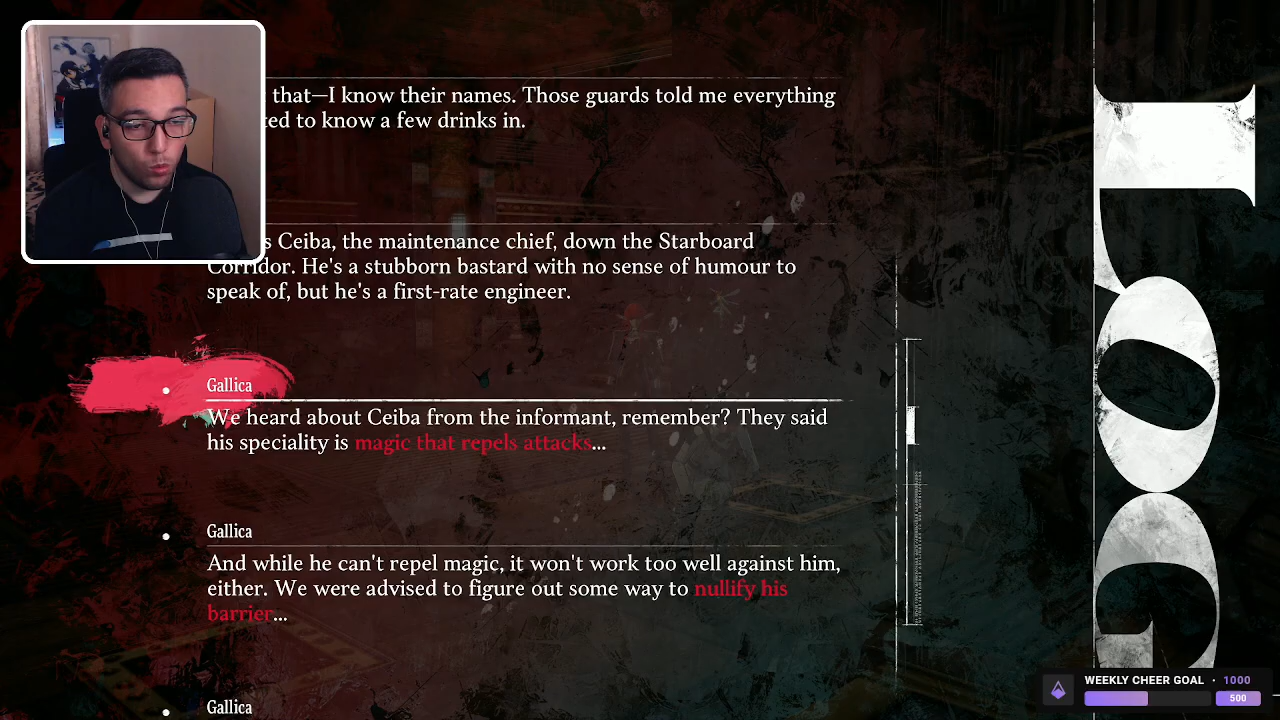 that—I know their names. Those guards told me everything
ted to know a few drinks in.
s Ceiba, the maintenance chief, down the Starboard
Corridor. He's a stubborn bastard with no sense of humour to
speak of, but he's a first-rate engineer.
Gallica
We heard about Ceiba from the informant, remember? They said
his speciality is magic that repels attacks...
Gallica
And while he can't repel magic, it won't work too well against him,
either. We were advised to figure out some way to nullify his
barrier...
Gallica
LOG
WEEKLY CHEER GOAL · 1000
500